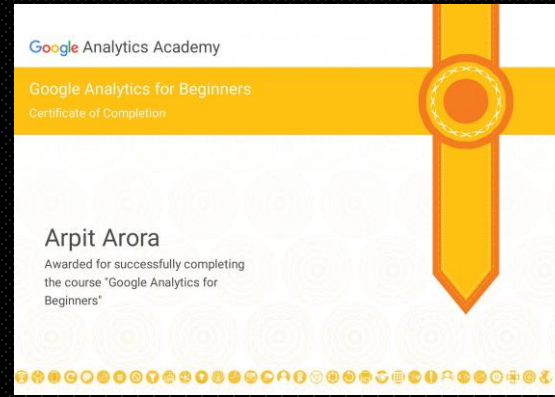 Google Analytics Academy
Google Analytics for Beginners
Certificate of Completion
Arpit Arora
Awarded for successfully completing
the course "Google Analytics for
Beginners"